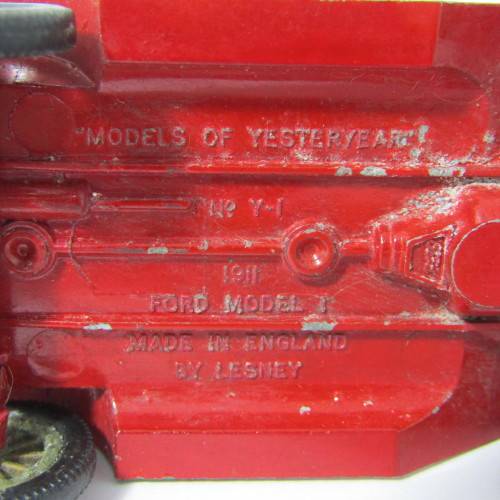 "MODELS OF YESTERYEAR"
No Y-1
1911
FORD MODEL T
MADE IN ENGLAND
BY LESNEY